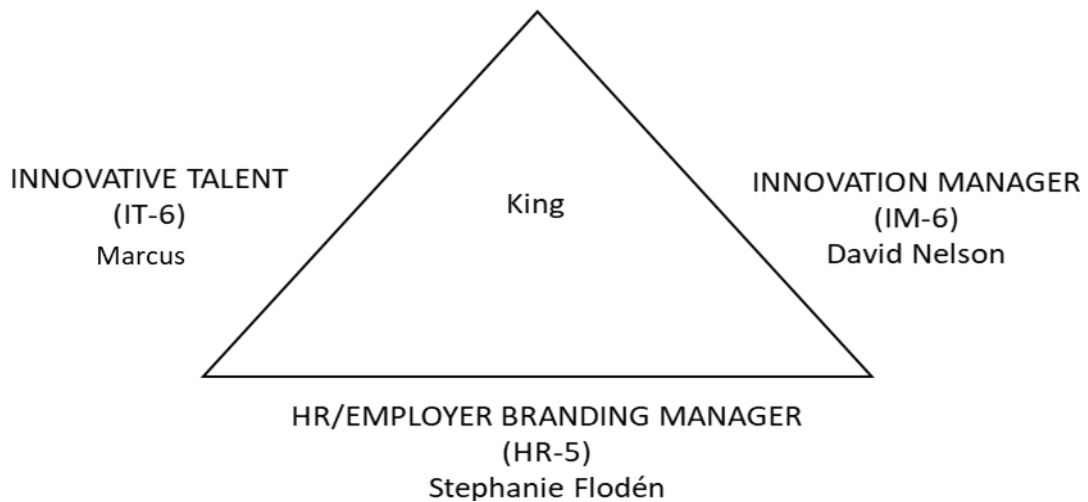 INNOVATIVE TALENT
(IT-6)
Marcus
King
INNOVATION MANAGER
(IM-6)
David Nelson
HR/EMPLOYER BRANDING MANAGER
(HR-5)
Stephanie Flodén